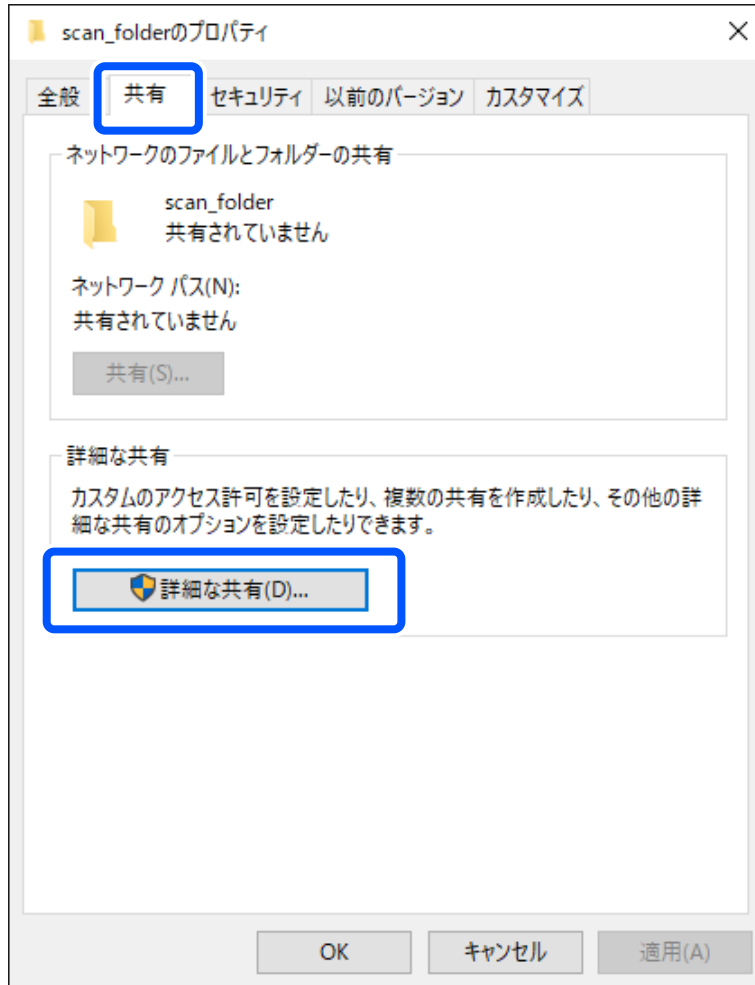 scan_folderのプロパティ
全般 共有 セキュリティ 以前のバージョン カスタマイズ
ネットワークのファイルとフォルダーの共有
scan_folder
共有されていません
ネットワーク パス(N):
共有されていません
共有(S)...
詳細な共有
カスタムのアクセス許可を設定したり、複数の共有を作成したり、その他の詳
細な共有のオプションを設定したりできます。
詳細な共有(D)...
OK キャンセル 適用(A)